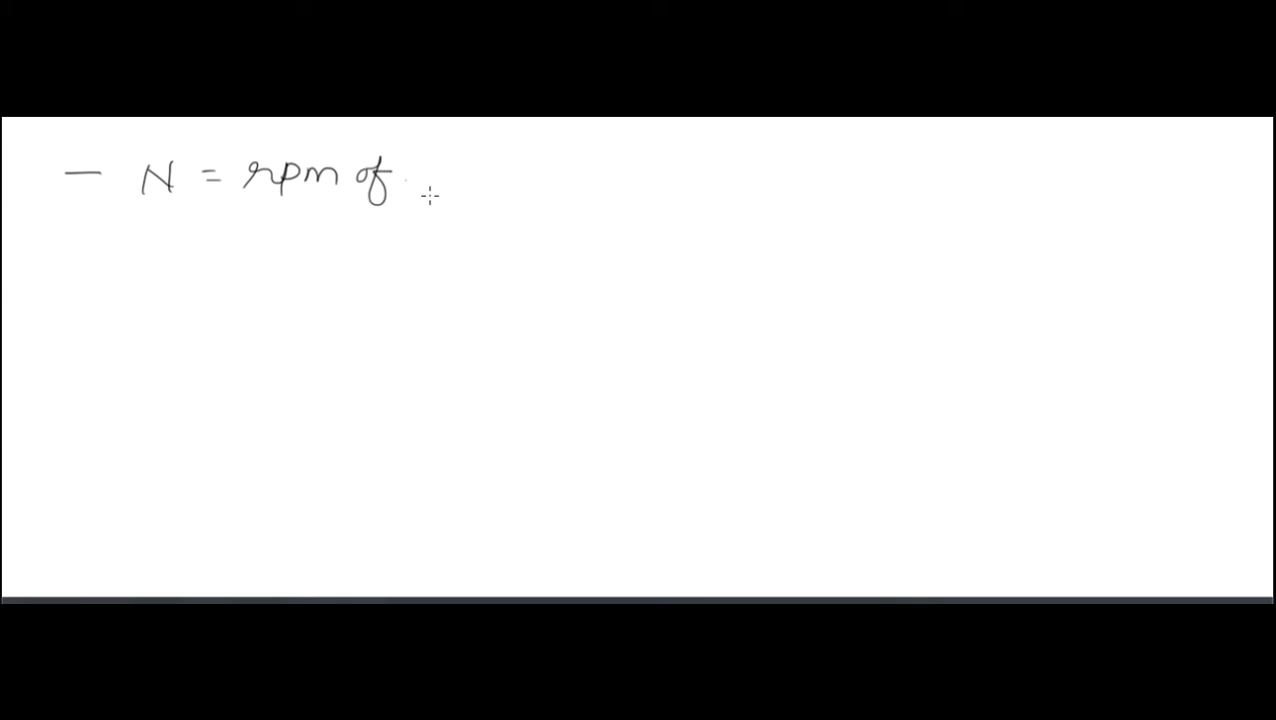 — N = rpm of